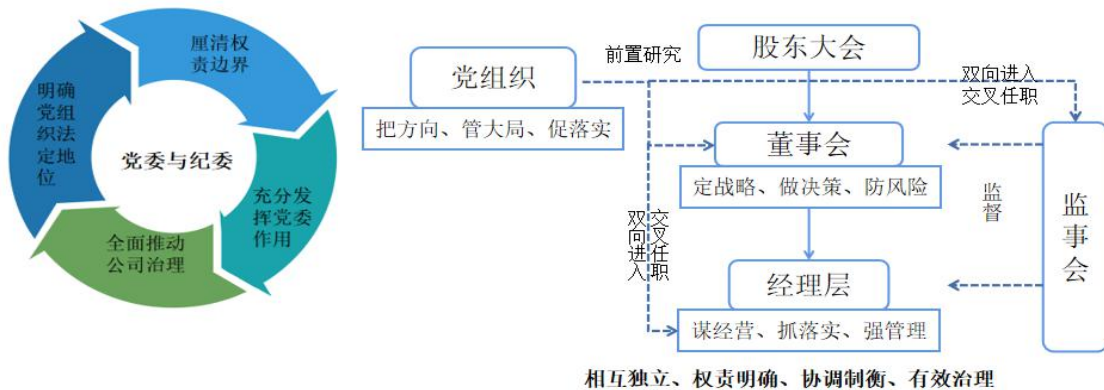 厘清权
责边界
明确
党组
织法
定地
位
党委与纪委
充分发
挥党委
作用
全面推动
公司治理
前置研究
股东大会
党组织
双向进入
交叉任职
把方向、管大局、促落实
董事会
定战略、做决策、防风险
监督
监事会
双向进入
交叉任职
经理层
谋经营、抓落实、强管理
相互独立、权责明确、协调制衡、有效治理